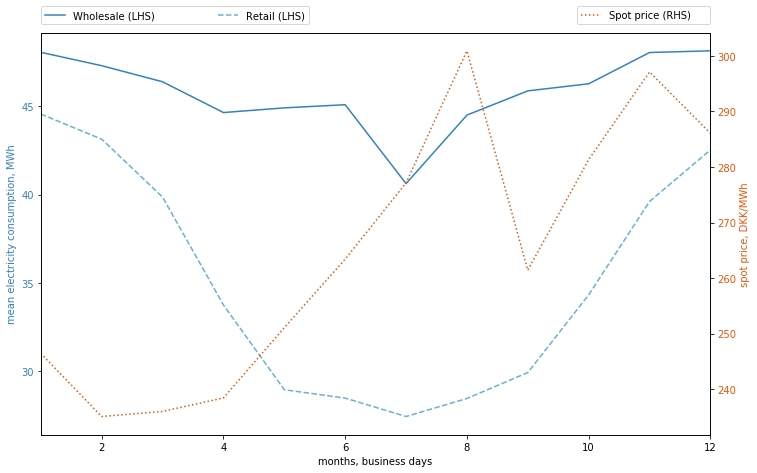 Wholesale (LHS) Retail (LHS) Spot price (RHS)
mean electricity consumption, MWh
45
40
35
30
300
290
280
270
260
250
240
spot price, DKK/MWh
2 4 6 8 10 12
months, business days